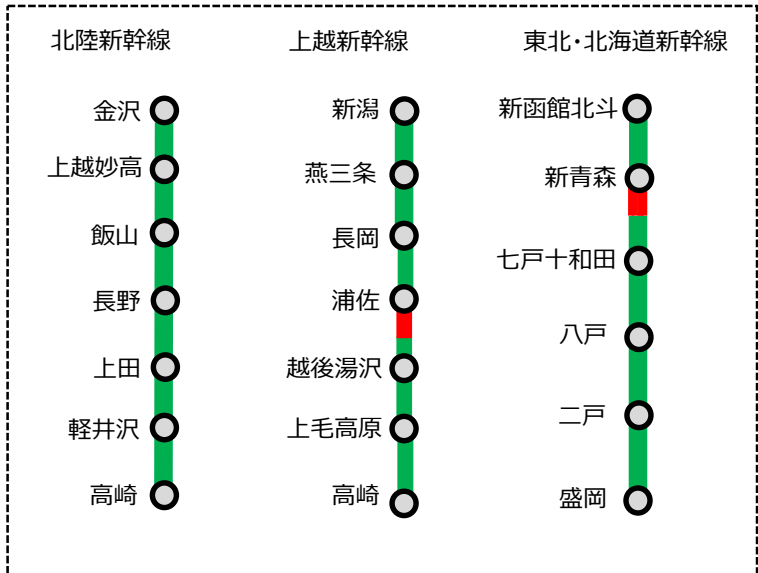 北陸新幹線
金沢
上越妙高
飯山
長野
上田
軽井沢
高崎
上越新幹線
新潟
燕三条
長岡
浦佐
越後湯沢
上毛高原
高崎
東北・北海道新幹線
新函館北斗
新青森
七戸十和田
八戸
二戸
盛岡